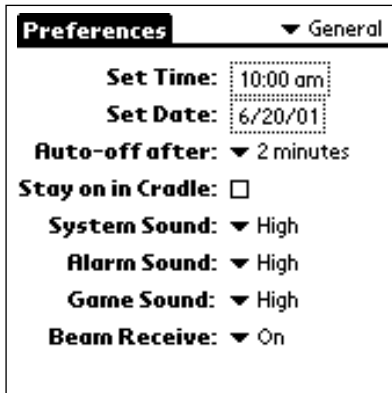 Preferences ▼ General
Set Time: 10:00 am
Set Date: 6/20/01
Auto-off after: ▼ 2 minutes
Stay on in Cradle: ☐
System Sound: ▼ High
Alarm Sound: ▼ High
Game Sound: ▼ High
Beam Receive: ▼ On